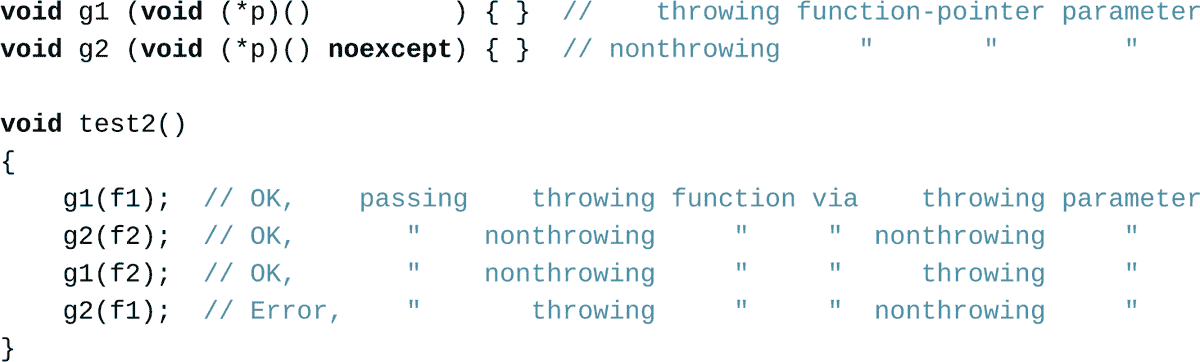 void g1 (void (*p)()         ) { }  //    throwing function-pointer parameter
void g2 (void (*p)() noexcept) { }  // nonthrowing     "       "        "

void test2()
{
    g1(f1);  // OK,    passing    throwing function via    throwing parameter
    g2(f2);  // OK,       "    nonthrowing     "     "  nonthrowing     "
    g1(f2);  // OK,       "    nonthrowing     "     "     throwing     "
    g2(f1);  // Error,    "       throwing     "     "  nonthrowing     "
}